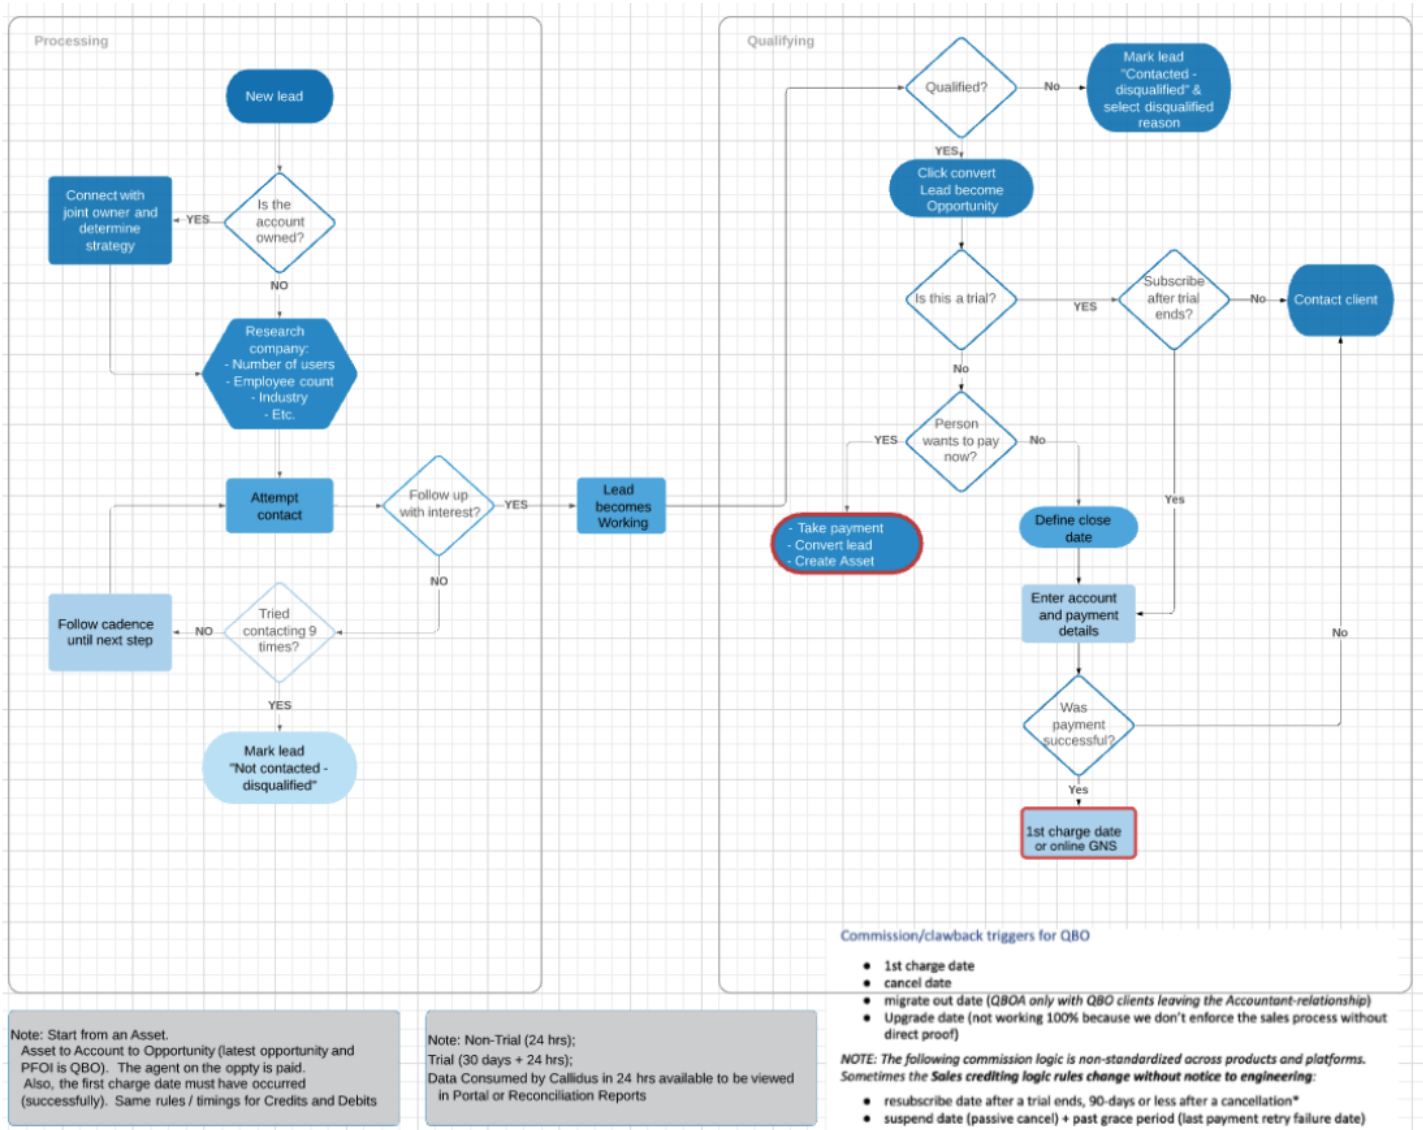 Processing
New lead
Is the
account
owned?
YES
Connect with
joint owner and
determine
strategy
NO
Research
company:
- Number of users
- Employee count
- Industry
- Etc.
Attempt
contact
Follow up
with interest?
YES
Lead
becomes
Working
NO
Tried
contacting 9
times?
NO
Follow cadence
until next step
YES
Mark lead
"Not contacted -
disqualified"
Qualifying
Qualified?
No
Mark lead
"Contacted -
disqualified" &
select disqualified
reason
YES
Click convert
Lead become
Opportunity
Is this a trial?
YES
Subscribe
after trial
ends?
No
Contact client
No
Person
wants to pay
now?
YES
No
- Take payment
- Convert lead
- Create Asset
Define close
date
Yes
Enter account
and payment
details
No
Was
payment
successful?
Yes
1st charge date
or online GNS
Commission/clawback triggers for QBO
● 1st charge date
● cancel date
● migrate out date (QBOA only with QBO clients leaving the Accountant-relationship)
● Upgrade date (not working 100% because we don't enforce the sales process without
direct proof)
NOTE: The following commission logic is non-standardized across products and platforms.
Sometimes the Sales crediting logic rules change without notice to engineering:
● resubscribe date after a trial ends, 90-days or less after a cancellation*
● suspend date (passive cancel) + past grace period (last payment retry failure date)
Note: Start from an Asset.
Asset to Account to Opportunity (latest opportunity and
PFOI is QBO). The agent on the oppty is paid.
Also, the first charge date must have occurred
(successfully). Same rules / timings for Credits and Debits
Note: Non-Trial (24 hrs);
Trial (30 days + 24 hrs);
Data Consumed by Callidus in 24 hrs available to be viewed
in Portal or Reconciliation Reports